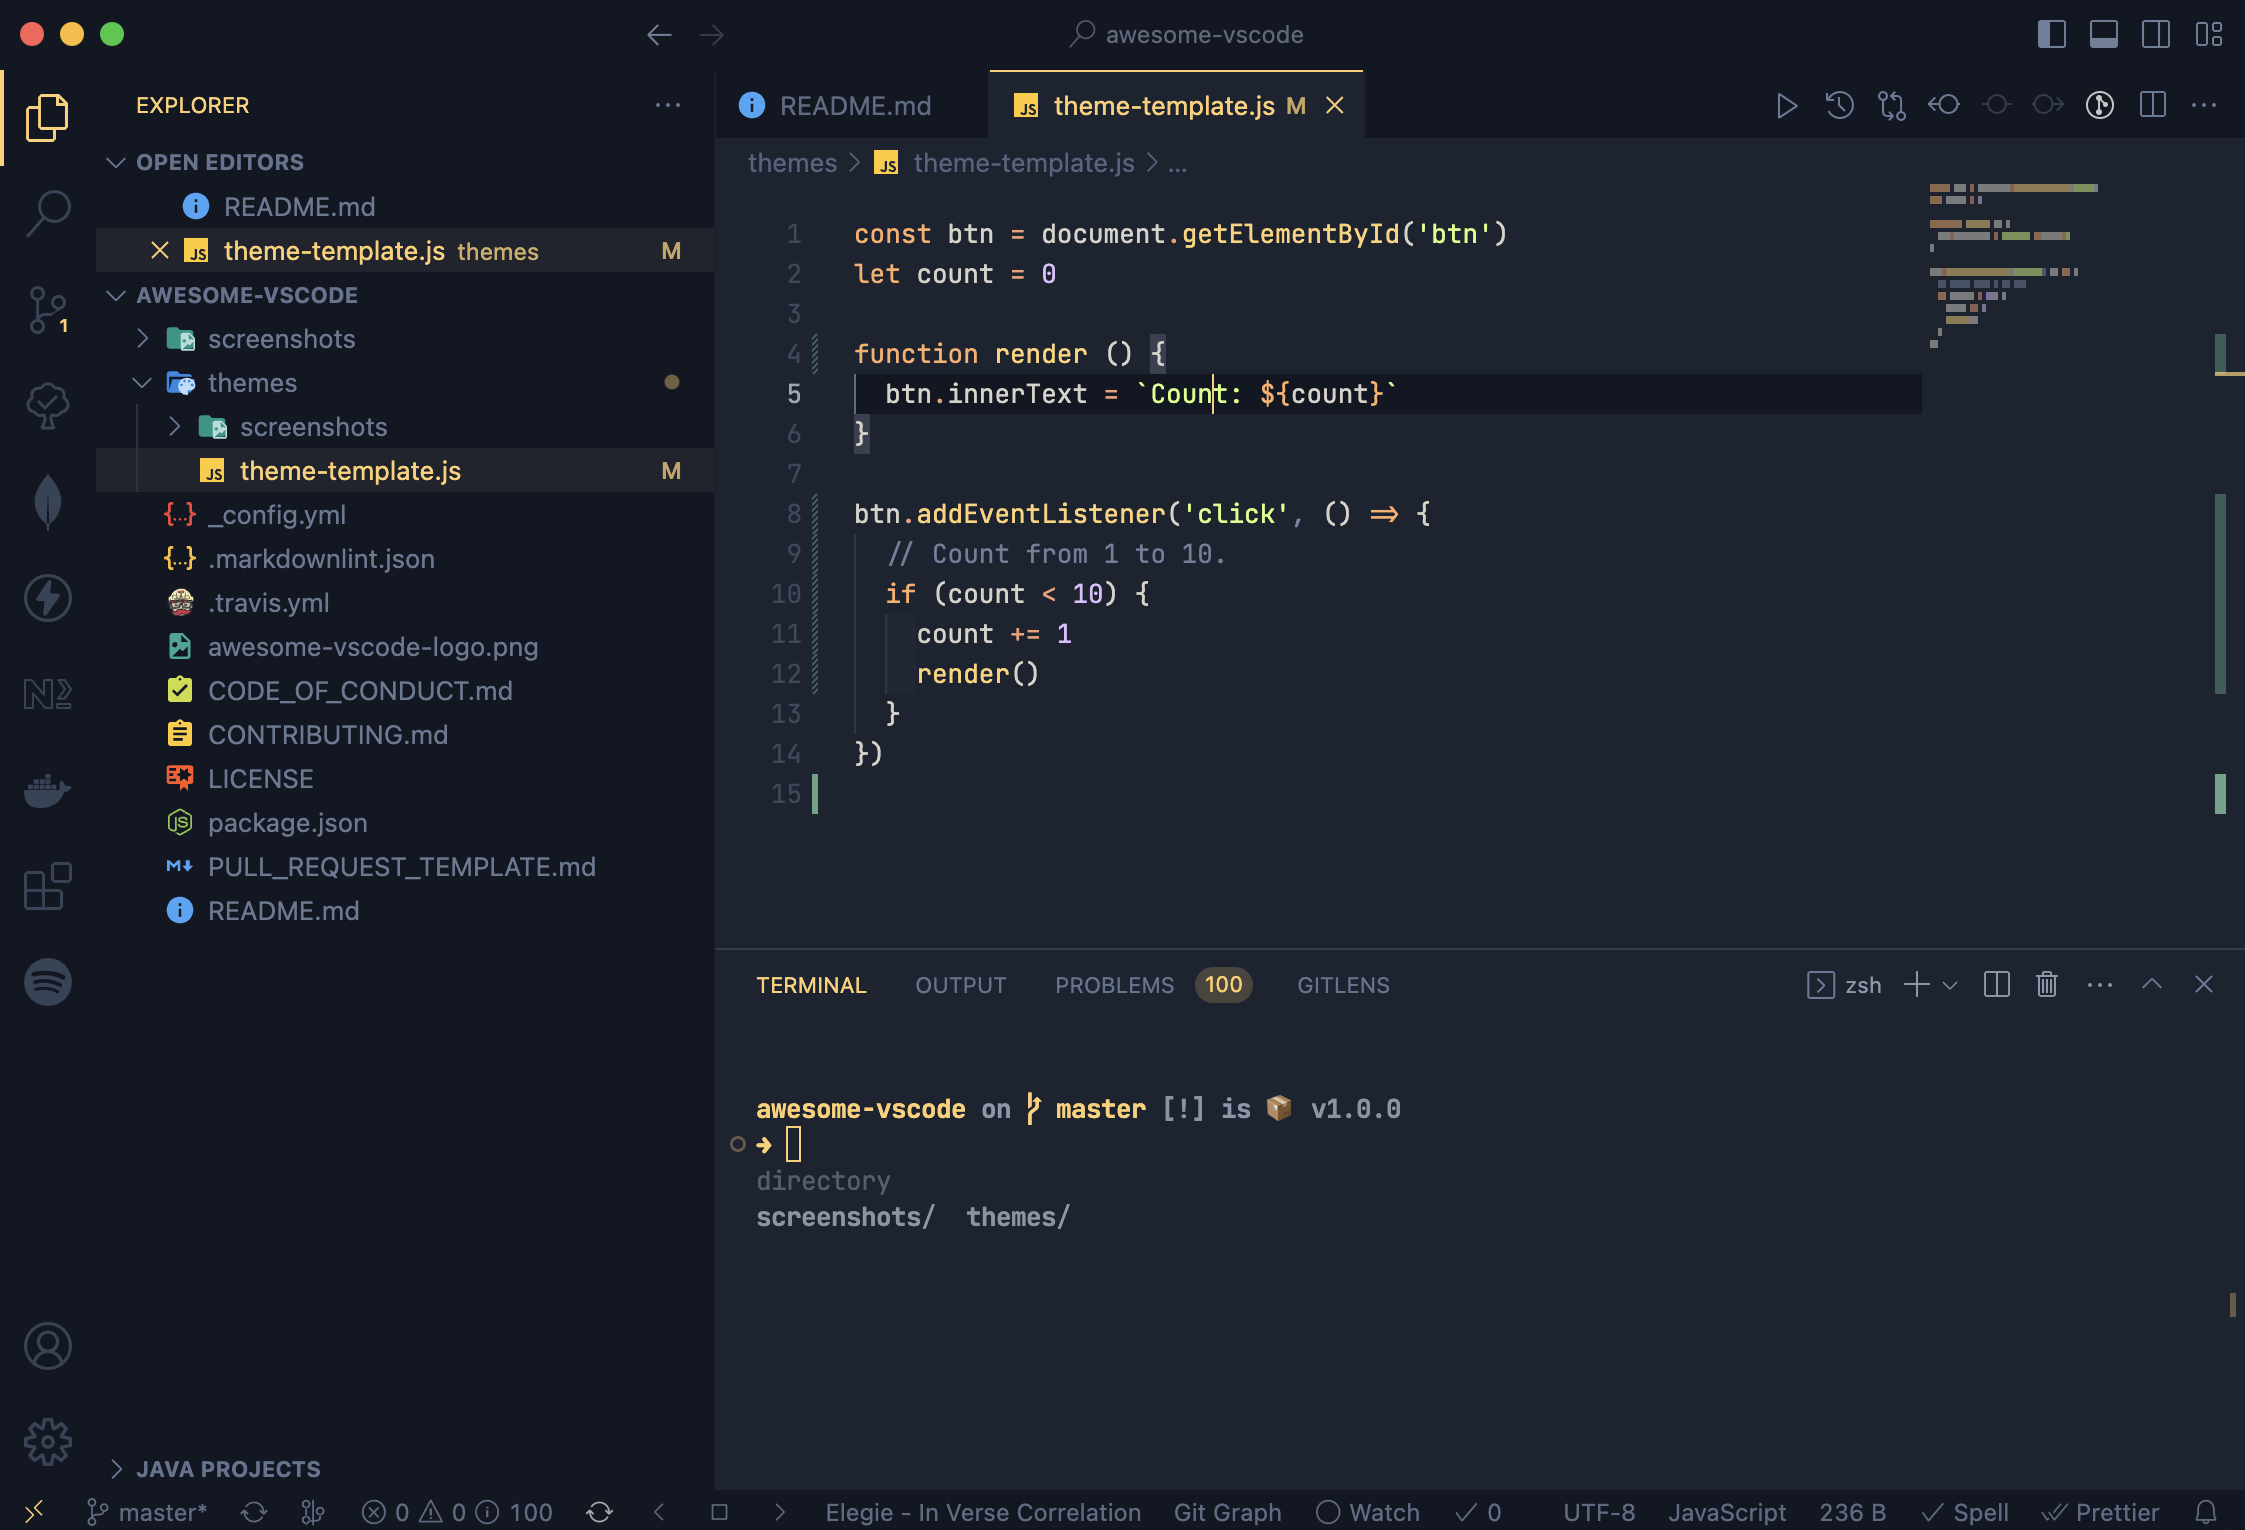 awesome-vscode
EXPLORER
OPEN EDITORS
README.md
theme-template.js themes M
AWESOME-VSCODE
screenshots
themes
screenshots
theme-template.js M
_config.yml
.markdownlint.json
.travis.yml
awesome-vscode-logo.png
CODE_OF_CONDUCT.md
CONTRIBUTING.md
LICENSE
package.json
PULL_REQUEST_TEMPLATE.md
README.md
JAVA PROJECTS
1
README.md
theme-template.js M
themes > JS theme-template.js > ...
1 const btn = document.getElementById('btn')
2 let count = 0
3
4 function render () {
5   btn.innerText = `Count: ${count}`
6 }
7
8 btn.addEventListener('click', () => {
9   // Count from 1 to 10.
10   if (count < 10) {
11     count += 1
12     render()
13   }
14 })
15
TERMINAL OUTPUT PROBLEMS 100 GITLENS
zsh
awesome-vscode on master [!] is 📦 v1.0.0
➜
directory
screenshots/ themes/
master* 0 0 100 Elegie - In Verse Correlation Git Graph Watch 0 UTF-8 JavaScript 236 B Spell Prettier